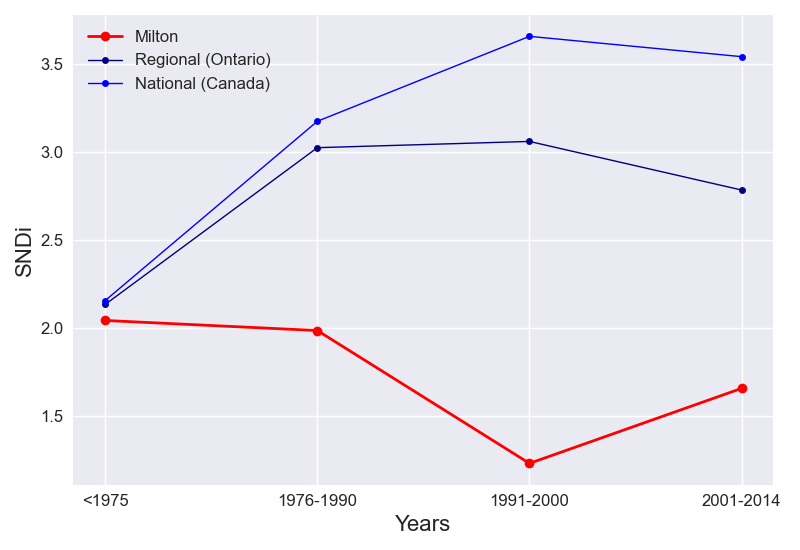 Milton
Regional (Ontario)
National (Canada)
3.5
3.0
2.5
2.0
1.5
SNDi
<1975
1976-1990
1991-2000
2001-2014
Years